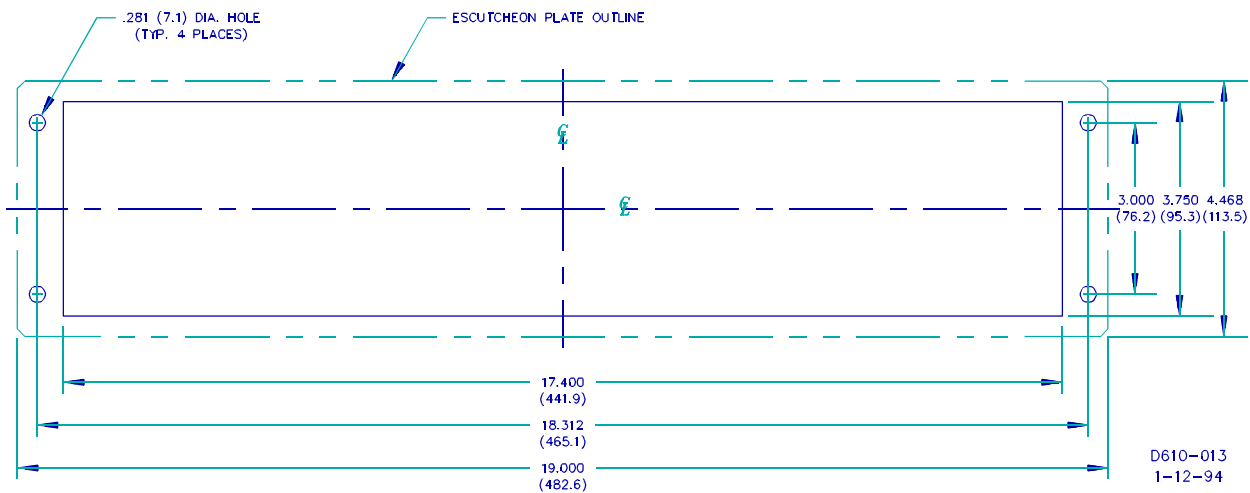 .281 (7.1) DIA. HOLE
(TYP. 4 PLACES)
ESCUTCHEON PLATE OUTLINE
℄
℄
3.000 3.750 4.468
(76.2) (95.3) (113.5)
17.400
(441.9)
18.312
(465.1)
19.000
(482.6)
D610-013
1-12-94